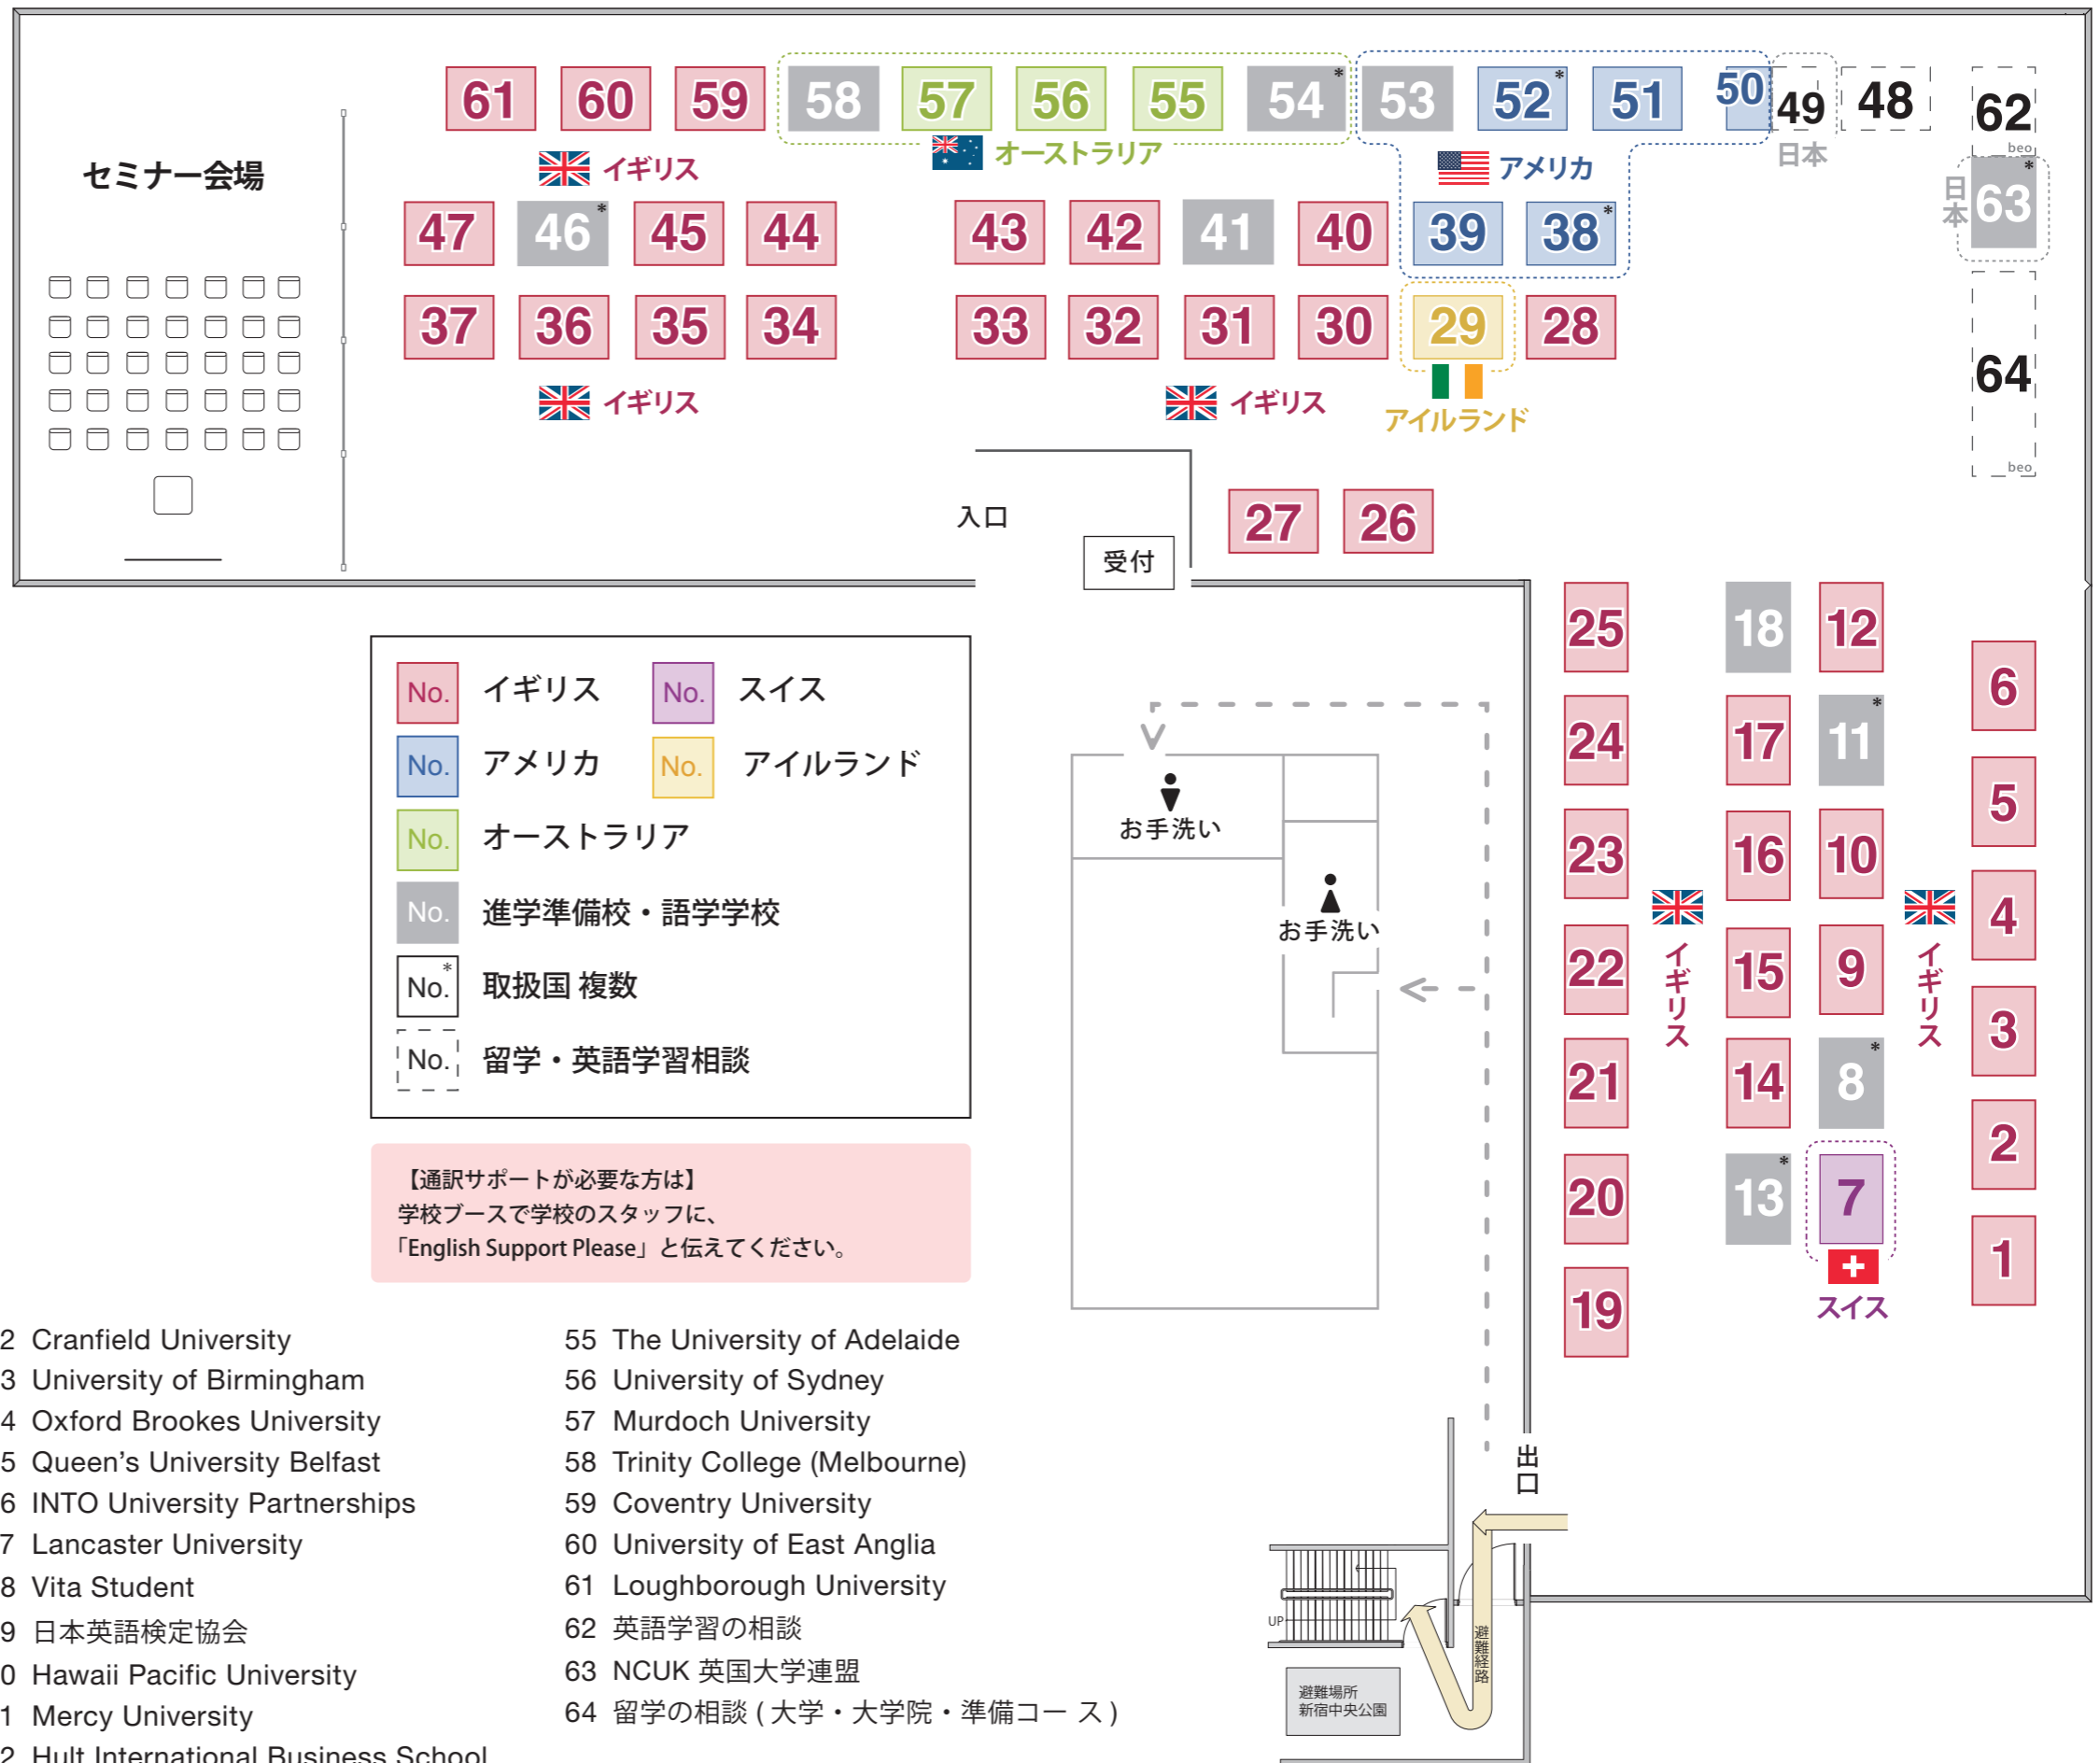 61 60 59 58 57 56 55 54* 53 52* 51 50 49 48 62
beo
セミナー会場
イギリス
オーストラリア
アメリカ
日本
日本
63*
47 46* 45 44 43 42 41 40 39 38*
37 36 35 34 33 32 31 30 29 28
64
beo
イギリス
イギリス
アイルランド
入口
受付
27 26
25 18 12
6
24 17 11*
5
23 16 10
4
22 15 9
3
イギリス
イギリス
21 14 8*
2
20 13* 7
1
スイス
19
No. イギリス
No. スイス
No. アメリカ
No. アイルランド
No. オーストラリア
No. 進学準備校・語学学校
No.* 取扱国 複数
No. 留学・英語学習相談
お手洗い
お手洗い
【通訳サポートが必要な方は】
学校ブースで学校のスタッフに、
「English Support Please」と伝えてください。
2 Cranfield University
3 University of Birmingham
4 Oxford Brookes University
5 Queen's University Belfast
6 INTO University Partnerships
7 Lancaster University
8 Vita Student
9 日本英語検定協会
0 Hawaii Pacific University
1 Mercy University
2 Hult International Business School
55 The University of Adelaide
56 University of Sydney
57 Murdoch University
58 Trinity College (Melbourne)
59 Coventry University
60 University of East Anglia
61 Loughborough University
62 英語学習の相談
63 NCUK 英国大学連盟
64 留学の相談 ( 大学・大学院・準備コー ス )
出口
UP
避難経路
避難場所
新宿中央公園